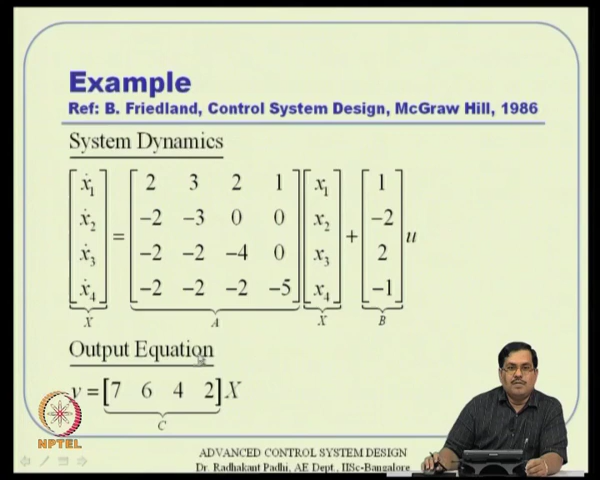 Example
Ref: B. Friedland, Control System Design, McGraw Hill, 1986
System Dynamics
[ẋ₁ ẋ₂ ẋ₃ ẋ₄] = [2 3 2 1; −2 −3 0 0; −2 −2 −4 0; −2 −2 −2 −5] [x₁ x₂ x₃ x₄] + [1 −2 2 −1] u
Ẋ A X B
Output Equation
y = [7 6 4 2] X
C
NPTEL
ADVANCED CONTROL SYSTEM DESIGN
Dr. Radhakant Padhi, AE Dept., IISc-Bangalore